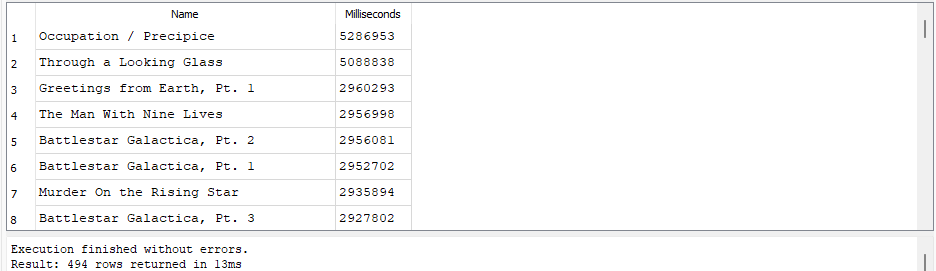 Name Milliseconds
1 Occupation / Precipice 5286953
2 Through a Looking Glass 5088838
3 Greetings from Earth, Pt. 1 2960293
4 The Man With Nine Lives 2956998
5 Battlestar Galactica, Pt. 2 2956081
6 Battlestar Galactica, Pt. 1 2952702
7 Murder On the Rising Star 2935894
8 Battlestar Galactica, Pt. 3 2927802
Execution finished without errors.
Result: 494 rows returned in 13ms